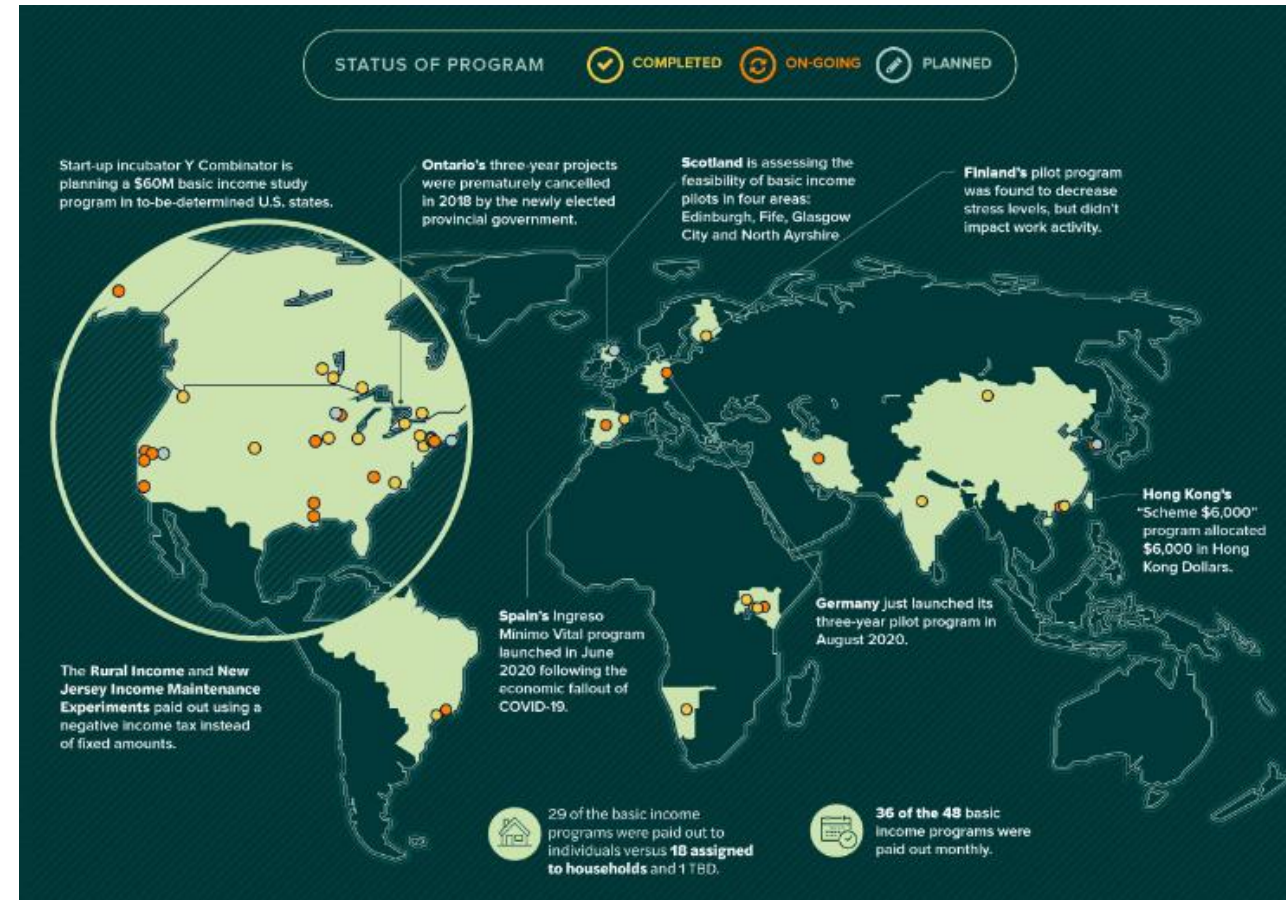 STATUS OF PROGRAM
COMPLETED
ON-GOING
PLANNED
Start-up incubator Y Combinator is
planning a $60M basic income study
program in to-be-determined U.S. states.
Ontario's three-year projects
were prematurely cancelled
in 2018 by the newly elected
provincial government.
Scotland is assessing the
feasibility of basic income
pilots in four areas:
Edinburgh, Fife, Glasgow
City and North Ayrshire
Finland's pilot program
was found to decrease
stress levels, but didn't
impact work activity.
Hong Kong's
"Scheme $6,000"
program allocated
$6,000 in Hong
Kong Dollars.
Spain's Ingreso
Mínimo Vital program
launched in June
2020 following the
economic fallout of
COVID-19.
Germany just launched its
three-year pilot program in
August 2020.
The Rural Income and New
Jersey Income Maintenance
Experiments paid out using a
negative income tax instead
of fixed amounts.
29 of the basic income
programs were paid out to
individuals versus 18 assigned
to households and 1 TBD.
36 of the 48 basic
income programs were
paid out monthly.